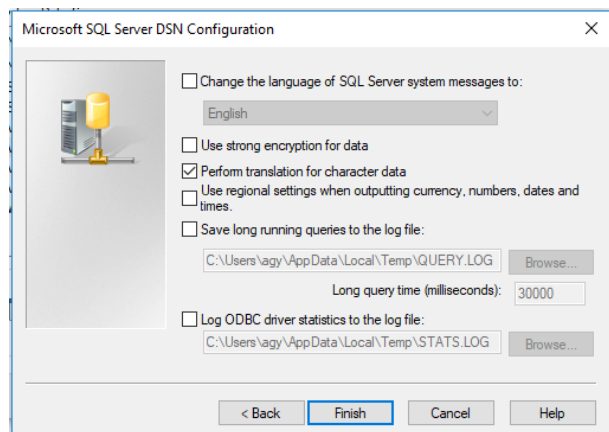 Microsoft SQL Server DSN Configuration
Change the language of SQL Server system messages to:
English
Use strong encryption for data
Perform translation for character data
Use regional settings when outputting currency, numbers, dates and
times.
Save long running queries to the log file:
C:\Users\agy\AppData\Local\Temp\QUERY.LOG
Browse...
Long query time (milliseconds):
30000
Log ODBC driver statistics to the log file:
C:\Users\agy\AppData\Local\Temp\STATS.LOG
Browse...
< Back
Finish
Cancel
Help